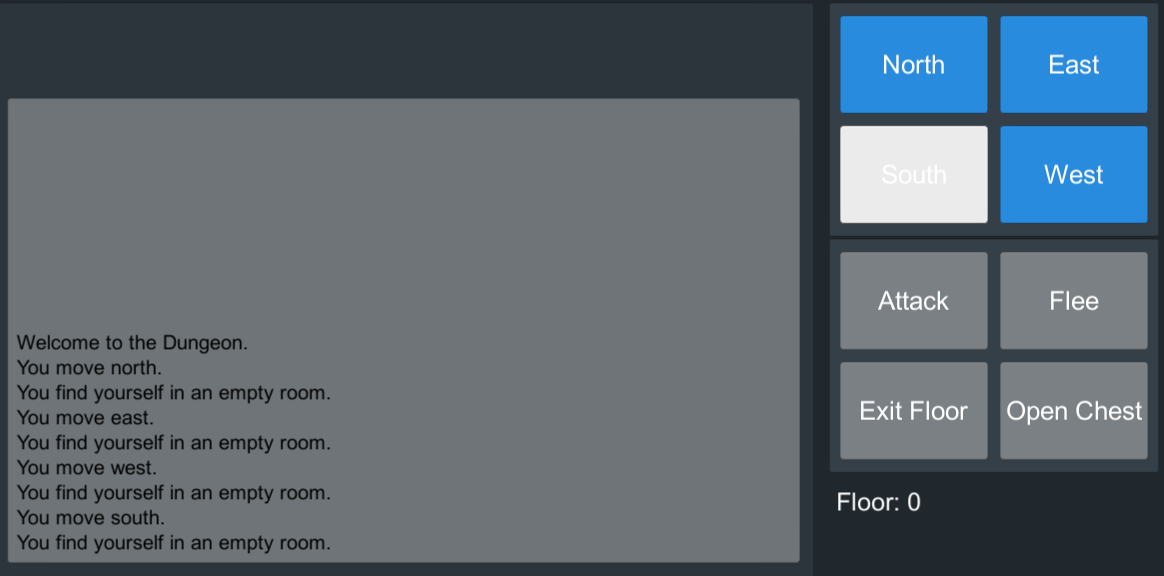 North
East
South
West
Attack
Flee
Exit Floor
Open Chest
Floor: 0
Welcome to the Dungeon.
You move north.
You find yourself in an empty room.
You move east.
You find yourself in an empty room.
You move west.
You find yourself in an empty room.
You move south.
You find yourself in an empty room.